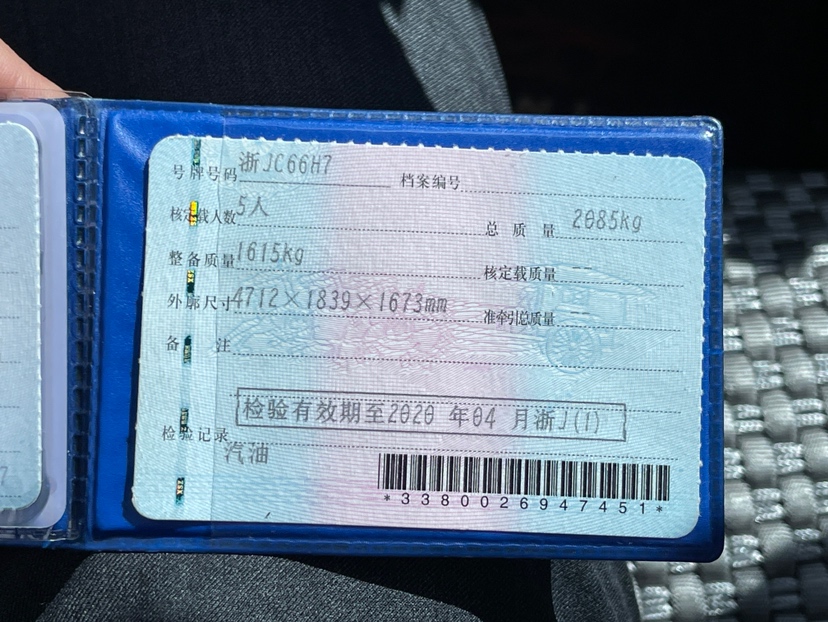 号牌号码 浙JC66H7 档案编号
核定载人数 5人 总质量 2085kg
整备质量 1615kg 核定载质量 --
外廓尺寸 4712×1839×1673mm 准牵引总质量 --
备注
检验有效期至2020 年04 月浙J(1)
检验记录
汽油
*3380026947451*